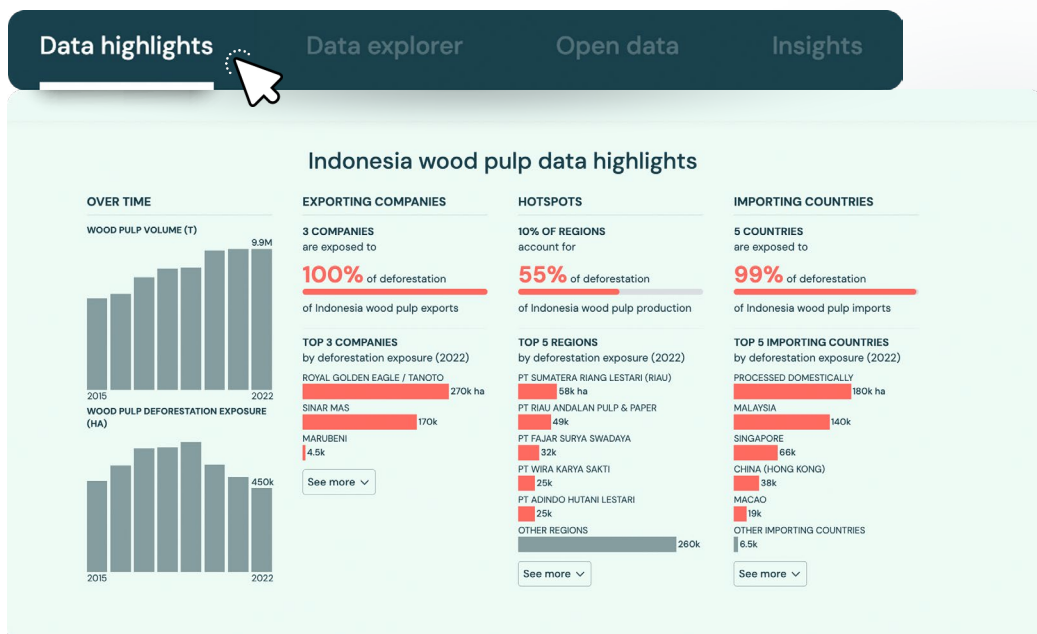 Data highlights
Data explorer
Open data
Insights
Indonesia wood pulp data highlights
OVER TIME
WOOD PULP VOLUME (T)
9.9M
2015
2022
WOOD PULP DEFORESTATION EXPOSURE
(HA)
450k
2015
2022
EXPORTING COMPANIES
3 COMPANIES
are exposed to
100% of deforestation
of Indonesia wood pulp exports
TOP 3 COMPANIES
by deforestation exposure (2022)
ROYAL GOLDEN EAGLE / TANOTO
270k ha
SINAR MAS
170k
MARUBENI
4.5k
See more
HOTSPOTS
10% OF REGIONS
account for
55% of deforestation
of Indonesia wood pulp production
TOP 5 REGIONS
by deforestation exposure (2022)
PT SUMATERA RIANG LESTARI (RIAU)
58k ha
PT RIAU ANDALAN PULP & PAPER
49k
PT FAJAR SURYA SWADAYA
32k
PT WIRA KARYA SAKTI
25k
PT ADINDO HUTANI LESTARI
25k
OTHER REGIONS
260k
See more
IMPORTING COUNTRIES
5 COUNTRIES
are exposed to
99% of deforestation
of Indonesia wood pulp imports
TOP 5 IMPORTING COUNTRIES
by deforestation exposure (2022)
PROCESSED DOMESTICALLY
180k ha
MALAYSIA
140k
SINGAPORE
66k
CHINA (HONG KONG)
38k
MACAO
19k
OTHER IMPORTING COUNTRIES
6.5k
See more